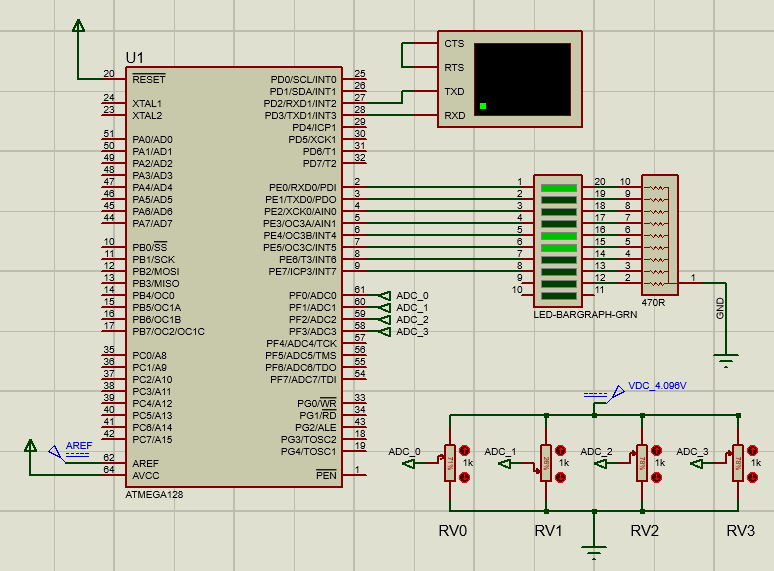 U1
20 RESET
24 XTAL1
23 XTAL2
51 PA0/AD0
50 PA1/AD1
49 PA2/AD2
48 PA3/AD3
47 PA4/AD4
46 PA5/AD5
45 PA6/AD6
44 PA7/AD7
10 PB0/SS
11 PB1/SCK
12 PB2/MOSI
13 PB3/MISO
14 PB4/OC0
15 PB5/OC1A
16 PB6/OC1B
17 PB7/OC2/OC1C
35 PC0/A8
36 PC1/A9
37 PC2/A10
38 PC3/A11
39 PC4/A12
40 PC5/A13
41 PC6/A14
42 PC7/A15
AREF
62 AREF
64 AVCC
ATMEGA128
PD0/SCL/INT0 25
PD1/SDA/INT1 26
PD2/RXD1/INT2 27
PD3/TXD1/INT3 28
PD4/ICP1 29
PD5/XCK1 30
PD6/T1 31
PD7/T2 32
PE0/RXD0/PDI 2
PE1/TXD0/PDO 3
PE2/XCK0/AIN0 4
PE3/OC3A/AIN1 5
PE4/OC3B/INT4 6
PE5/OC3C/INT5 7
PE6/T3/INT6 8
PE7/ICP3/INT7 9
PF0/ADC0 61 ADC_0
PF1/ADC1 60 ADC_1
PF2/ADC2 59 ADC_2
PF3/ADC3 58 ADC_3
PF4/ADC4/TCK 57
PF5/ADC5/TMS 56
PF6/ADC6/TDO 55
PF7/ADC7/TDI 54
PG0/WR 33
PG1/RD 34
PG2/ALE 43
PG3/TOSC2 18
PG4/TOSC1 19
PEN 1
CTS
RTS
TXD
RXD
1 20 10
2 19 9
3 18 8
4 17 7
5 16 6
6 15 5
7 14 4
8 13 3
9 12 2 1
10 11
470R
LED-BARGRAPH-GRN
GND
VDC_4.096V
ADC_0 1k
ADC_1 1k
ADC_2 1k
ADC_3 1k
RV0 RV1 RV2 RV3